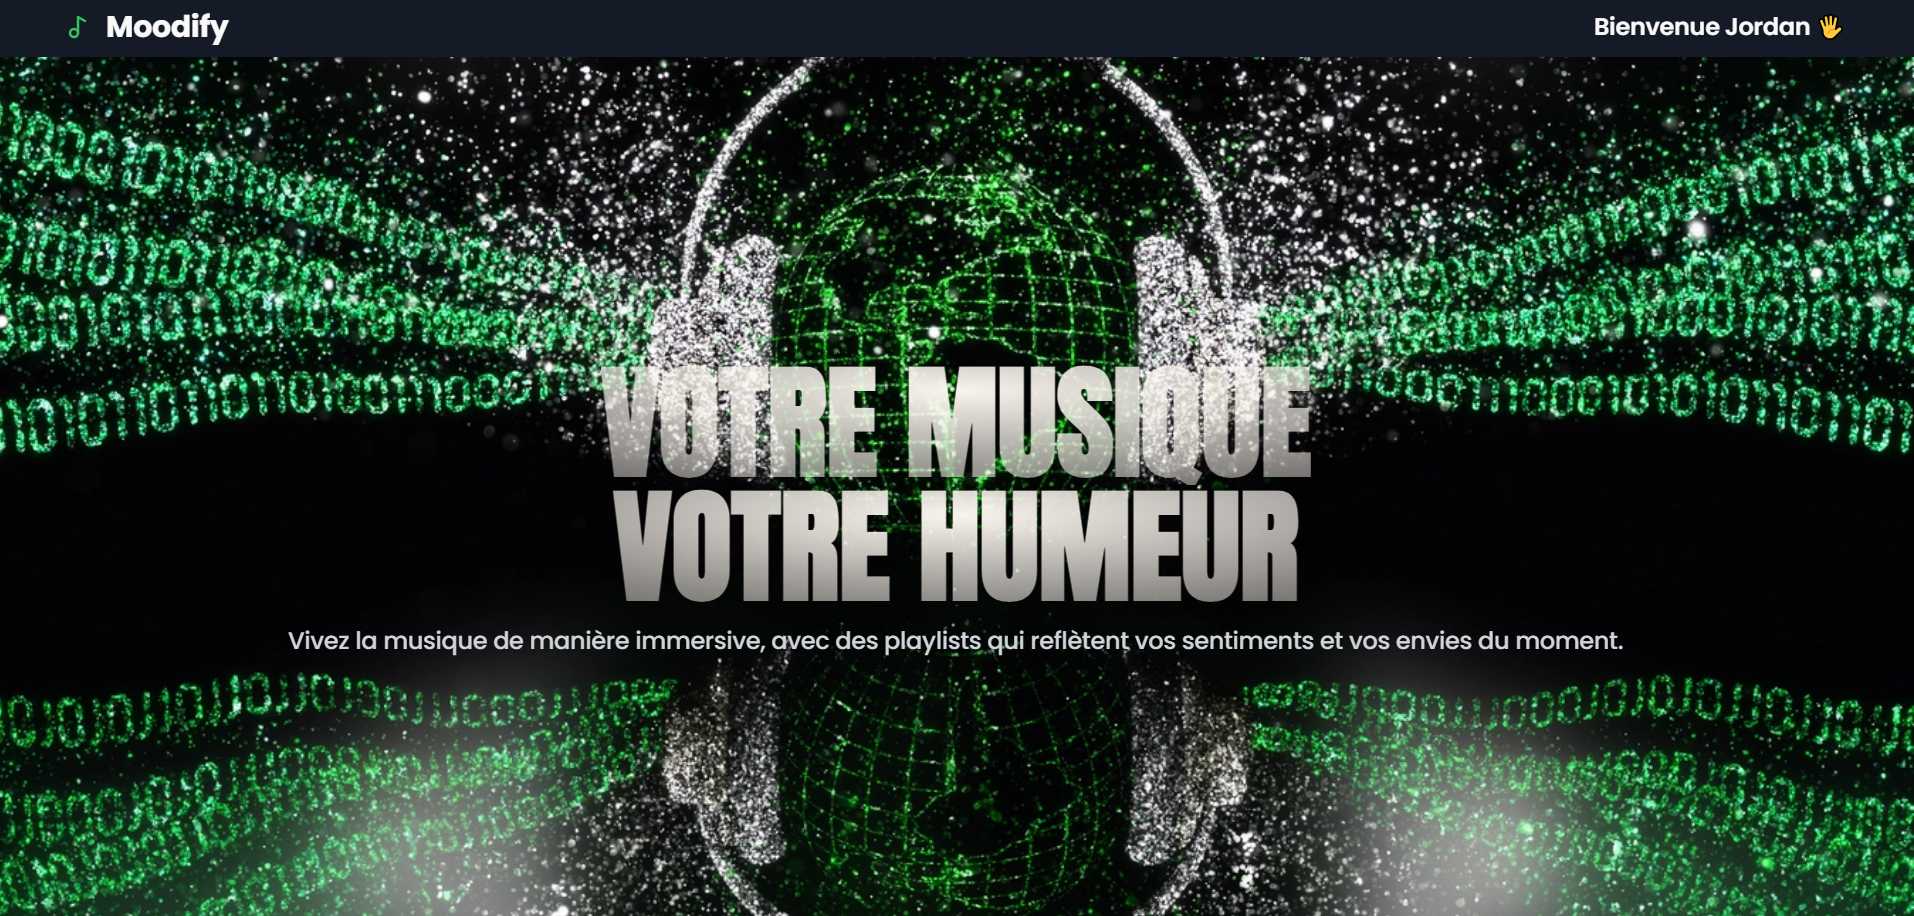 Moodify
Bienvenue Jordan 🖐
VOTRE MUSIQUE
VOTRE HUMEUR
Vivez la musique de manière immersive, avec des playlists qui reflètent vos sentiments et vos envies du moment.